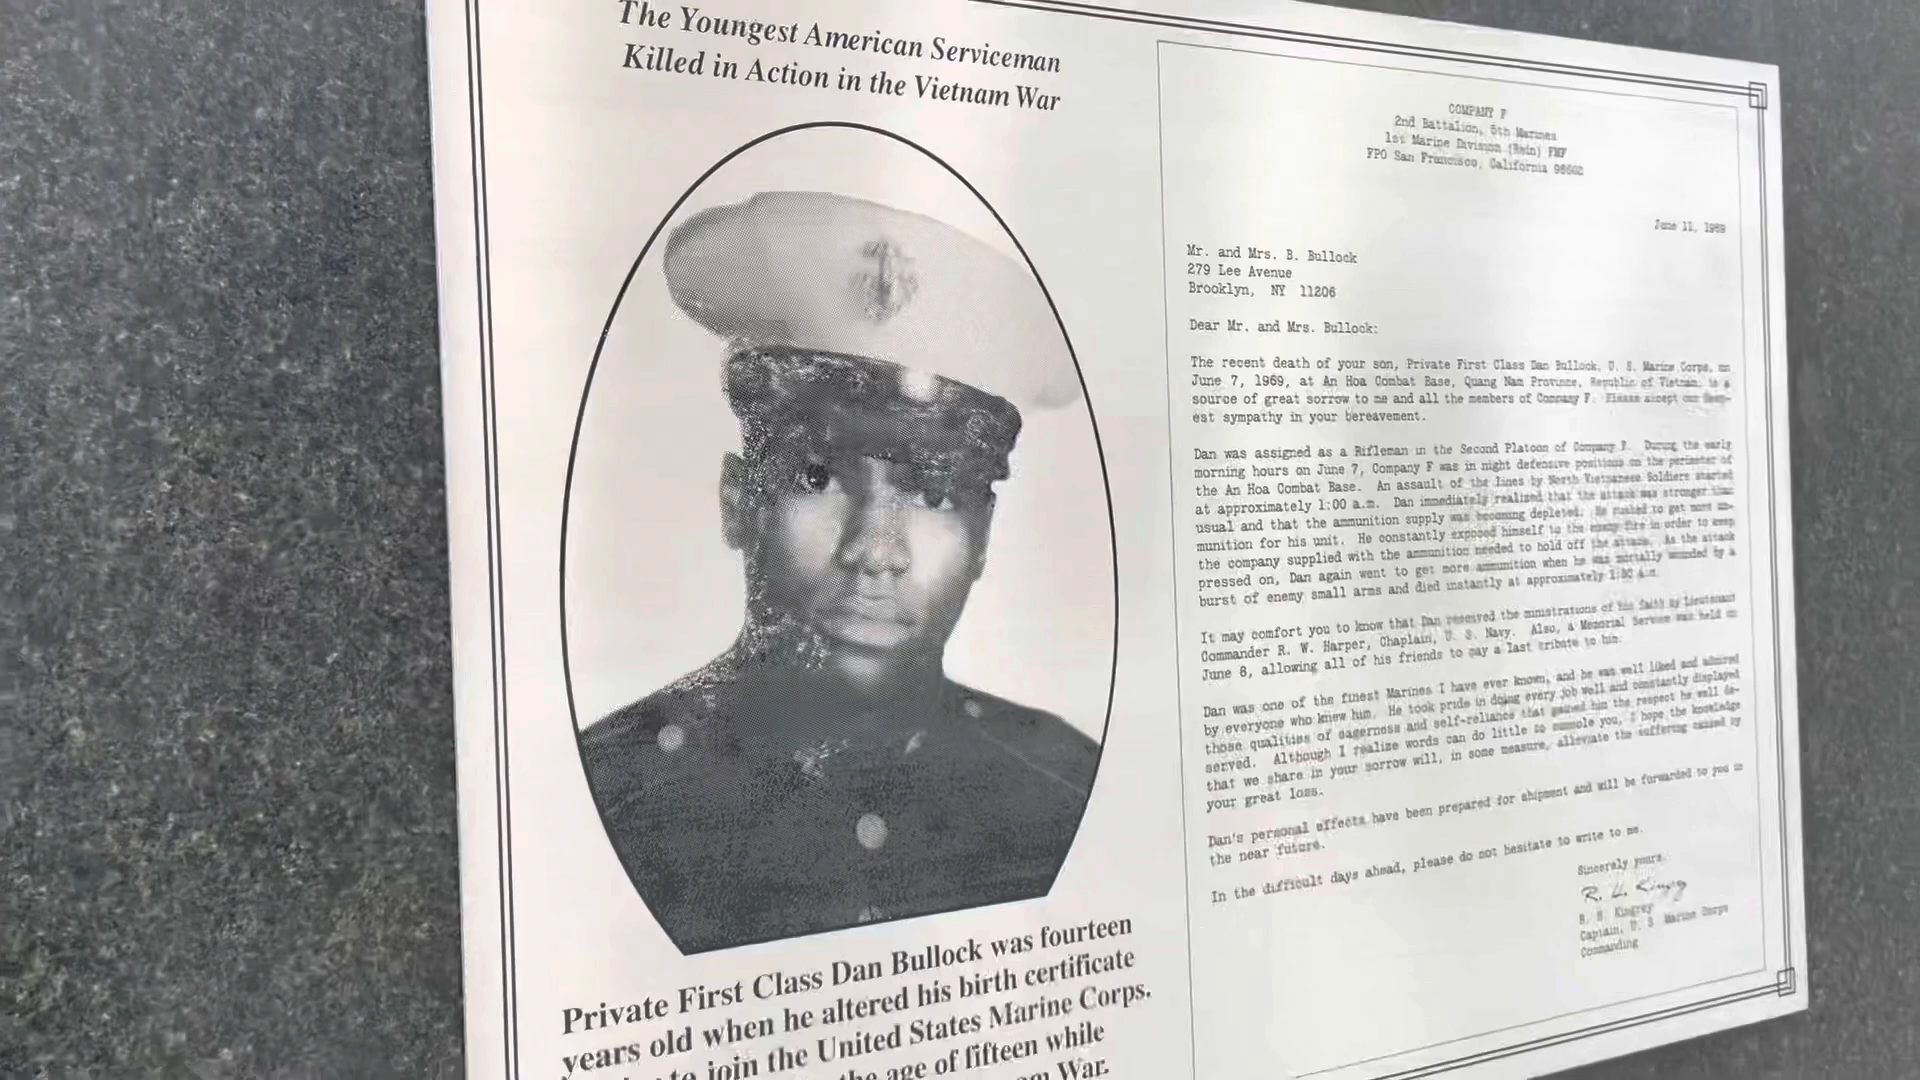 The Youngest American Serviceman
Killed in Action in the Vietnam War
Private First Class Dan Bullock was fourteen
years old when he altered his birth certificate
to join the United States Marine Corps.
the age of fifteen while
War.
COMPANY F
2nd Battalion, 5th Marines
1st Marine Division (Rein) FMF
FPO San Francisco, California 96602
June 11, 1969
Mr. and Mrs. B. Bullock
279 Lee Avenue
Brooklyn, NY 11206
Dear Mr. and Mrs. Bullock:
The recent death of your son, Private First Class Dan Bullock, U. S. Marine Corps, on
June 7, 1969, at An Hoa Combat Base, Quang Nam Province, Republic of Vietnam, is a
source of great sorrow to me and all the members of Company F. Please accept our deep-
est sympathy in your bereavement.
Dan was assigned as a Rifleman in the Second Platoon of Company F. During the early
morning hours on June 7, Company F was in night defensive positions on the perimeter of
the An Hoa Combat Base. An assault of the lines by North Vietnamese Soldiers started
at approximately 1:00 a.m. Dan immediately realized that the attack was stronger than
usual and that the ammunition supply was becoming depleted. He rushed to get more am-
munition for his unit. He constantly exposed himself to the enemy fire in order to keep
the company supplied with the ammunition needed to hold off the attack. As the attack
pressed on, Dan again went to get more ammunition when he was mortally wounded by a
burst of enemy small arms and died instantly at approximately 1:30 a.m.
It may comfort you to know that Dan received the ministrations of his faith by Lieutenant
Commander R. W. Harper, Chaplain, U. S. Navy. Also, a Memorial Service was held on
June 8, allowing all of his friends to pay a last tribute to him.
Dan was one of the finest Marines I have ever known, and he was well liked and admired
by everyone who knew him. He took pride in doing every job well and constantly displayed
those qualities of eagerness and self-reliance that gained him the respect he well de-
served. Although I realize words can do little to console you, I hope the knowledge
that we share in your sorrow will, in some measure, alleviate the suffering caused by
your great loss.
Dan's personal effects have been prepared for shipment and will be forwarded to you in
the near future.
In the difficult days ahead, please do not hesitate to write to me.
Sincerely yours,
R. L. Kingry
Kingrey
Captain, U. S. Marine Corps
Commanding